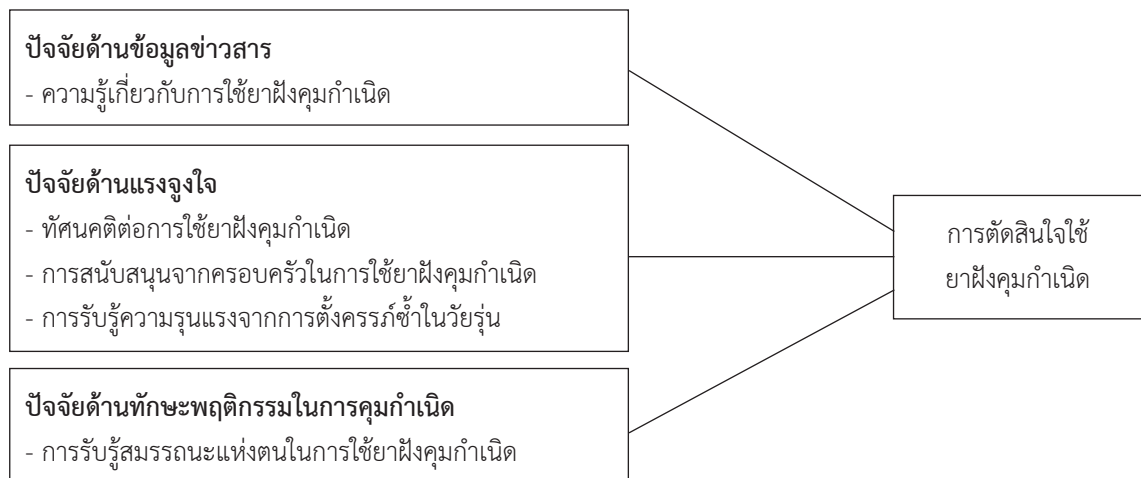 ปัจจัยด้านข้อมูลข่าวสาร
- ความรู้เกี่ยวกับการใช้ยาฝังคุมกำเนิด
ปัจจัยด้านแรงจูงใจ
- ทัศนคติต่อการใช้ยาฝังคุมกำเนิด
- การสนับสนุนจากครอบครัวในการใช้ยาฝังคุมกำเนิด
- การรับรู้ความรุนแรงจากการตั้งครรภ์ซ้ำในวัยรุ่น
ปัจจัยด้านทักษะพฤติกรรมในการคุมกำเนิด
- การรับรู้สมรรถนะแห่งตนในการใช้ยาฝังคุมกำเนิด
การตัดสินใจใช้
ยาฝังคุมกำเนิด